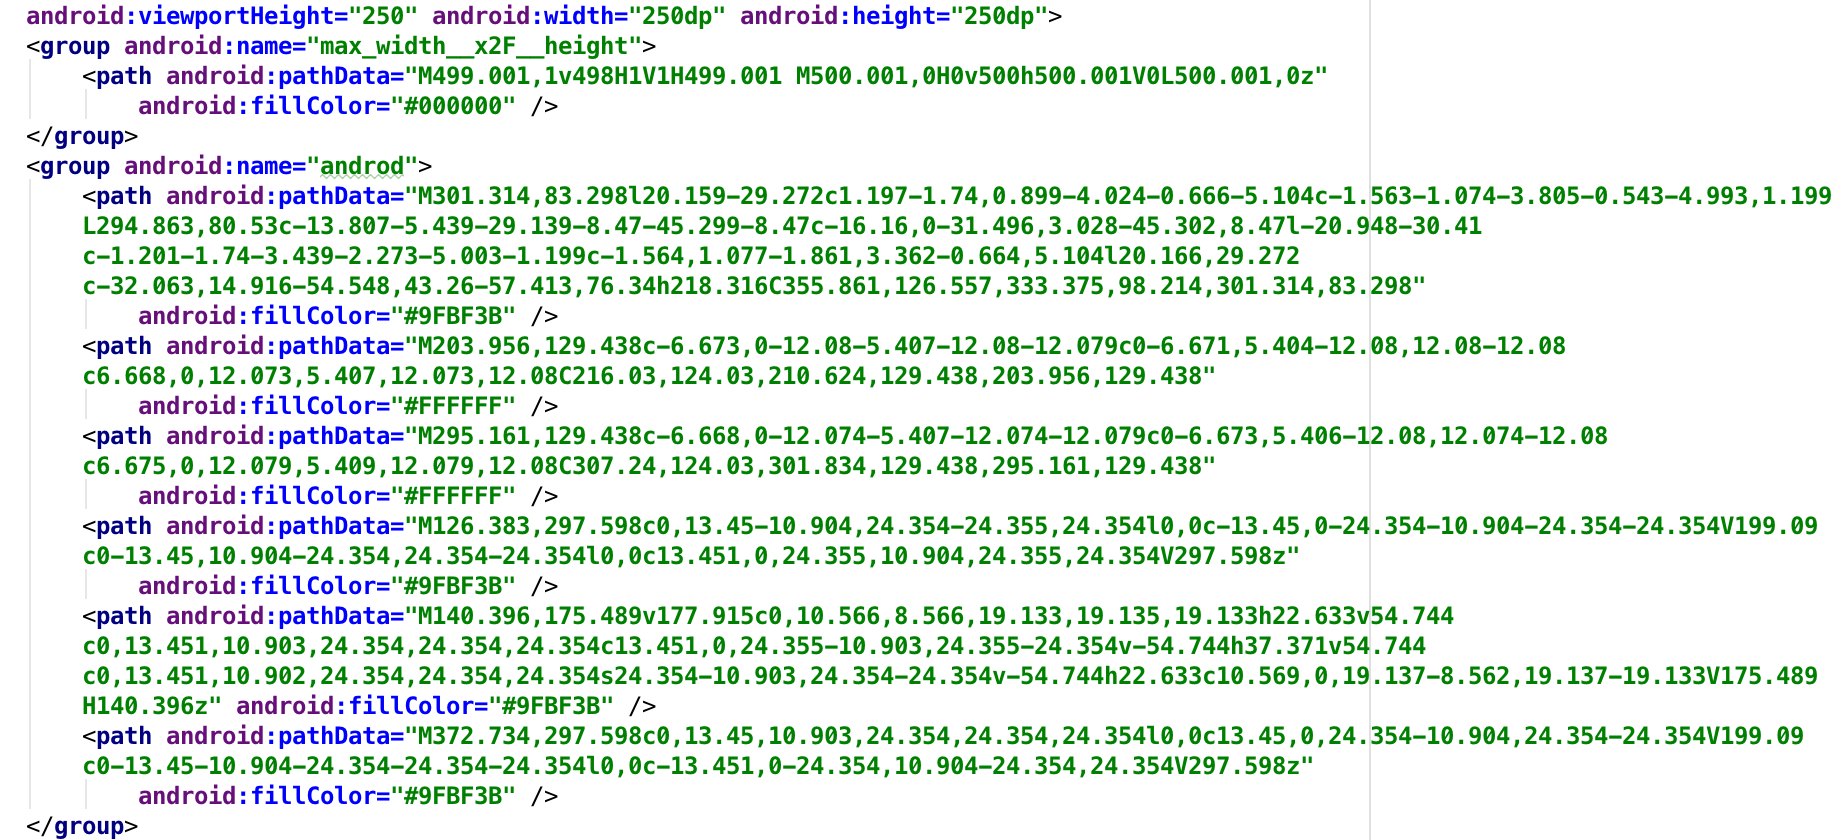 android:viewportHeight="250" android:width="250dp" android:height="250dp">
<group android:name="max_width__x2F__height">
<path android:pathData="M499.001,1v498H1V1H499.001 M500.001,0H0v500h500.001V0L500.001,0z"
android:fillColor="#000000" />
</group>
<group android:name="androd">
<path android:pathData="M301.314,83.298l20.159-29.272c1.197-1.74,0.899-4.024-0.666-5.104c-1.563-1.074-3.805-0.543-4.993,1.199
L294.863,80.53c-13.807-5.439-29.139-8.47-45.299-8.47c-16.16,0-31.496,3.028-45.302,8.47l-20.948-30.41
c-1.201-1.74-3.439-2.273-5.003-1.199c-1.564,1.077-1.861,3.362-0.664,5.104l20.166,29.272
c-32.063,14.916-54.548,43.26-57.413,76.34h218.316C355.861,126.557,333.375,98.214,301.314,83.298"
android:fillColor="#9FBF3B" />
<path android:pathData="M203.956,129.438c-6.673,0-12.08-5.407-12.08-12.079c0-6.671,5.404-12.08,12.08-12.08
c6.668,0,12.073,5.407,12.073,12.08C216.03,124.03,210.624,129.438,203.956,129.438"
android:fillColor="#FFFFFF" />
<path android:pathData="M295.161,129.438c-6.668,0-12.074-5.407-12.074-12.079c0-6.673,5.406-12.08,12.074-12.08
c6.675,0,12.079,5.409,12.079,12.08C307.24,124.03,301.834,129.438,295.161,129.438"
android:fillColor="#FFFFFF" />
<path android:pathData="M126.383,297.598c0,13.45-10.904,24.354-24.355,24.354l0,0c-13.45,0-24.354-10.904-24.354-24.354V199.09
c0-13.45,10.904-24.354,24.354-24.354l0,0c13.451,0,24.355,10.904,24.355,24.354V297.598z"
android:fillColor="#9FBF3B" />
<path android:pathData="M140.396,175.489v177.915c0,10.566,8.566,19.133,19.135,19.133h22.633v54.744
c0,13.451,10.903,24.354,24.354,24.354c13.451,0,24.355-10.903,24.355-24.354v-54.744h37.371v54.744
c0,13.451,10.902,24.354,24.354,24.354s24.354-10.903,24.354-24.354v-54.744h22.633c10.569,0,19.137-8.562,19.137-19.133V175.489
H140.396z" android:fillColor="#9FBF3B" />
<path android:pathData="M372.734,297.598c0,13.45,10.903,24.354,24.354,24.354l0,0c13.45,0,24.354-10.904,24.354-24.354V199.09
c0-13.45-10.904-24.354-24.354-24.354l0,0c-13.451,0-24.354,10.904-24.354,24.354V297.598z"
android:fillColor="#9FBF3B" />
</group>